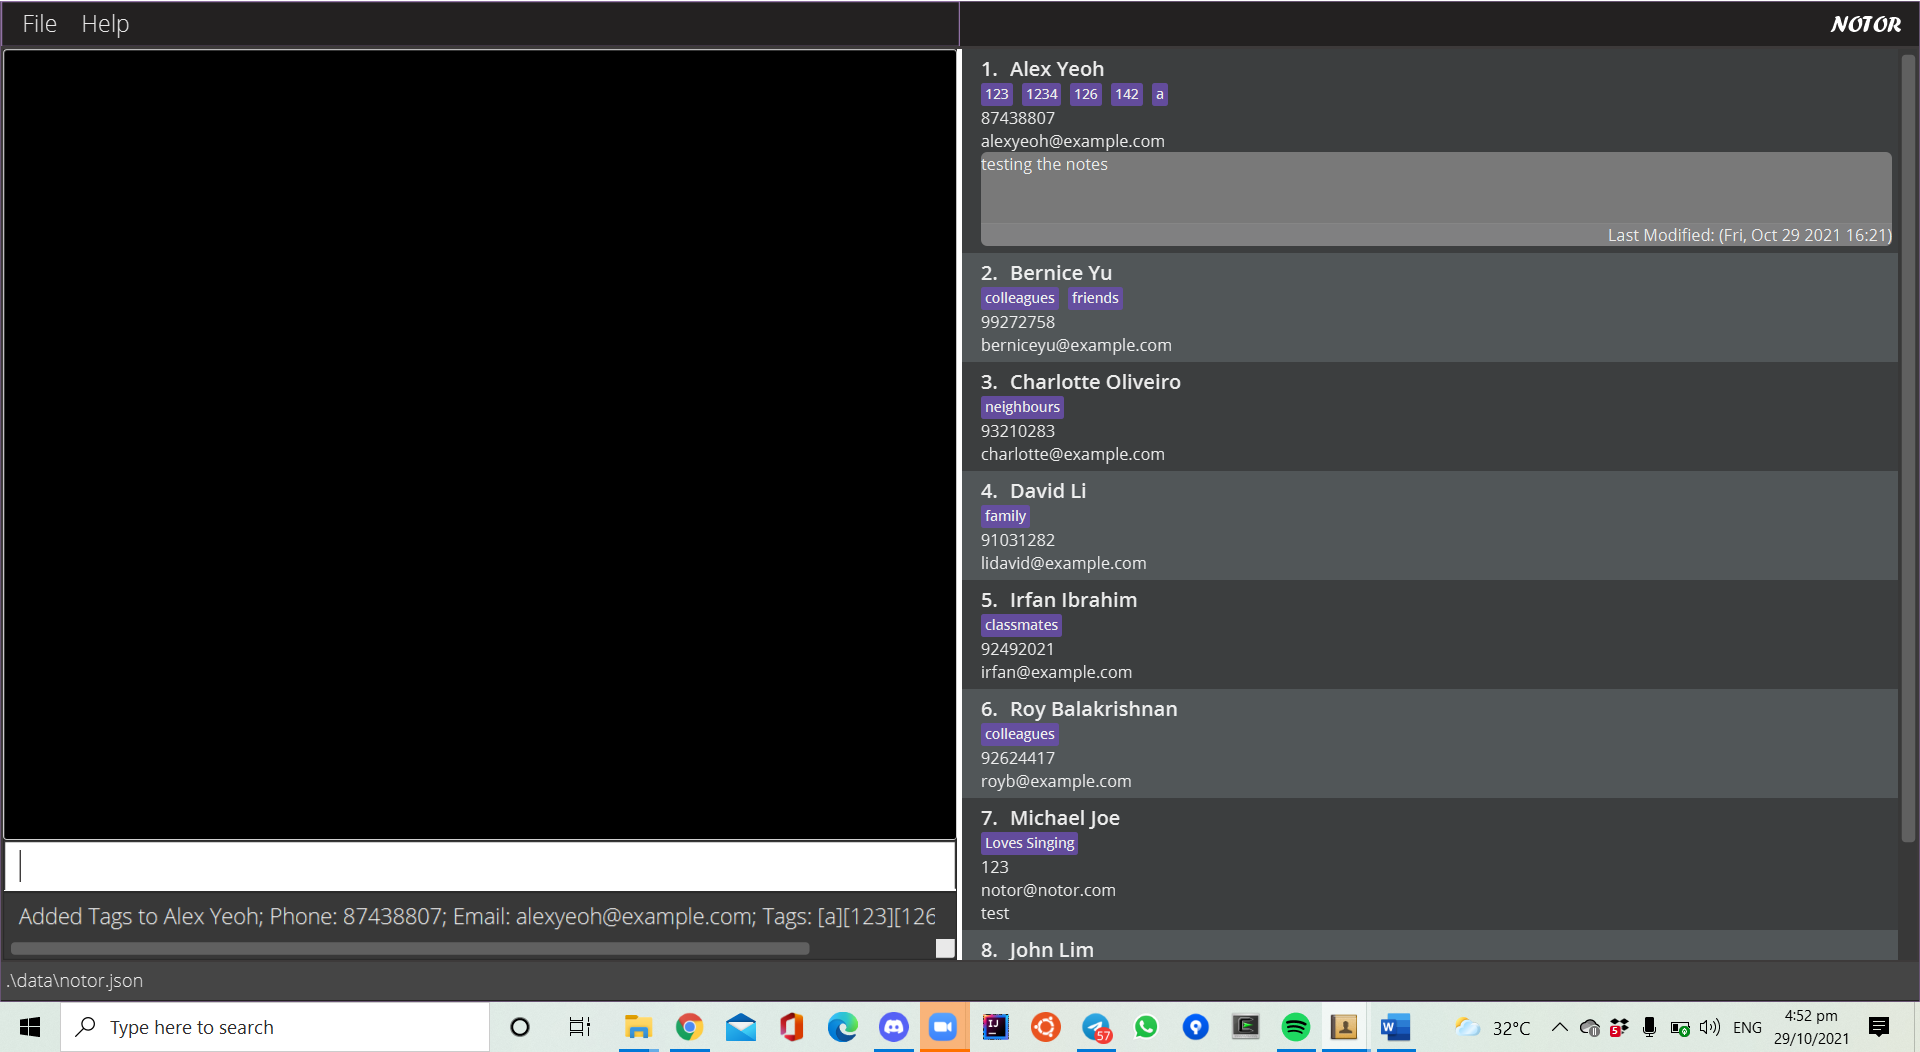 File Help
NOTOR
1. Alex Yeoh
123 1234 126 142 a
87438807
alexyeoh@example.com
testing the notes
Last Modified: (Fri, Oct 29 2021 16:21)
2. Bernice Yu
colleagues friends
99272758
berniceyu@example.com
3. Charlotte Oliveiro
neighbours
93210283
charlotte@example.com
4. David Li
family
91031282
lidavid@example.com
5. Irfan Ibrahim
classmates
92492021
irfan@example.com
6. Roy Balakrishnan
colleagues
92624417
royb@example.com
7. Michael Joe
Loves Singing
123
notor@notor.com
test
8. John Lim
Added Tags to Alex Yeoh; Phone: 87438807; Email: alexyeoh@example.com; Tags: [a][123][126
.\data\notor.json
Type here to search
IJ
57
W
32°C
5
ENG
4:52 pm
29/10/2021